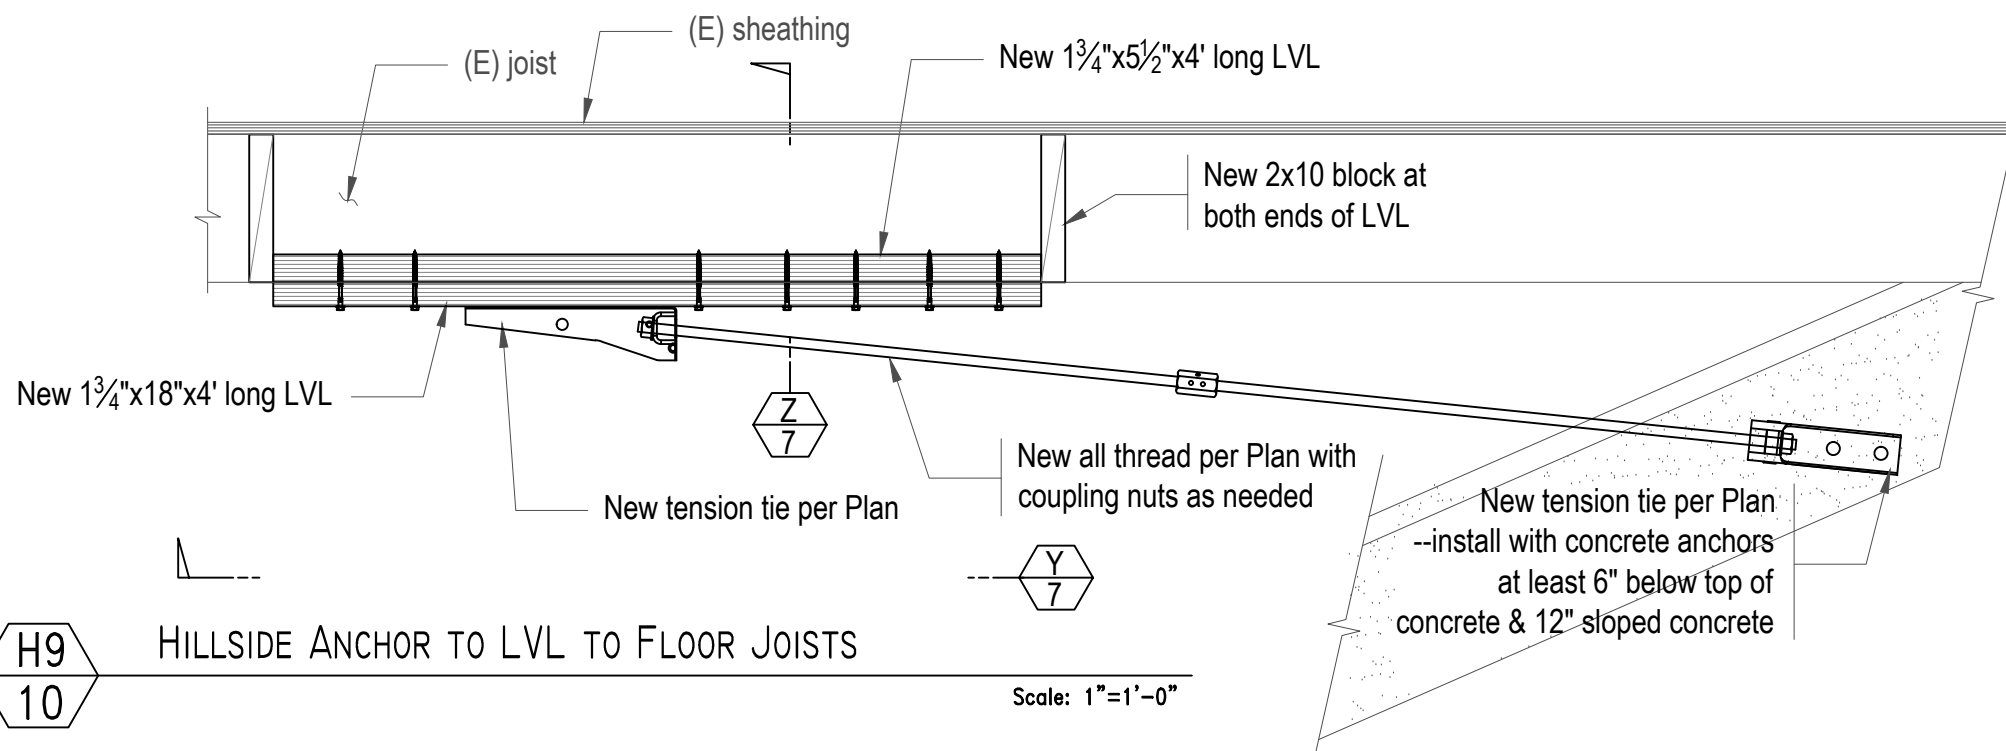 (E) sheathing
(E) joist
New 1¾"x5½"x4' long LVL
New 2x10 block at
both ends of LVL
New 1¾"x18"x4' long LVL
Z
7
New tension tie per Plan
New all thread per Plan with
coupling nuts as needed
New tension tie per Plan
--install with concrete anchors
at least 6" below top of
concrete & 12" sloped concrete
Y
7
H9
10
HILLSIDE ANCHOR TO LVL TO FLOOR JOISTS
Scale: 1"=1'-0"